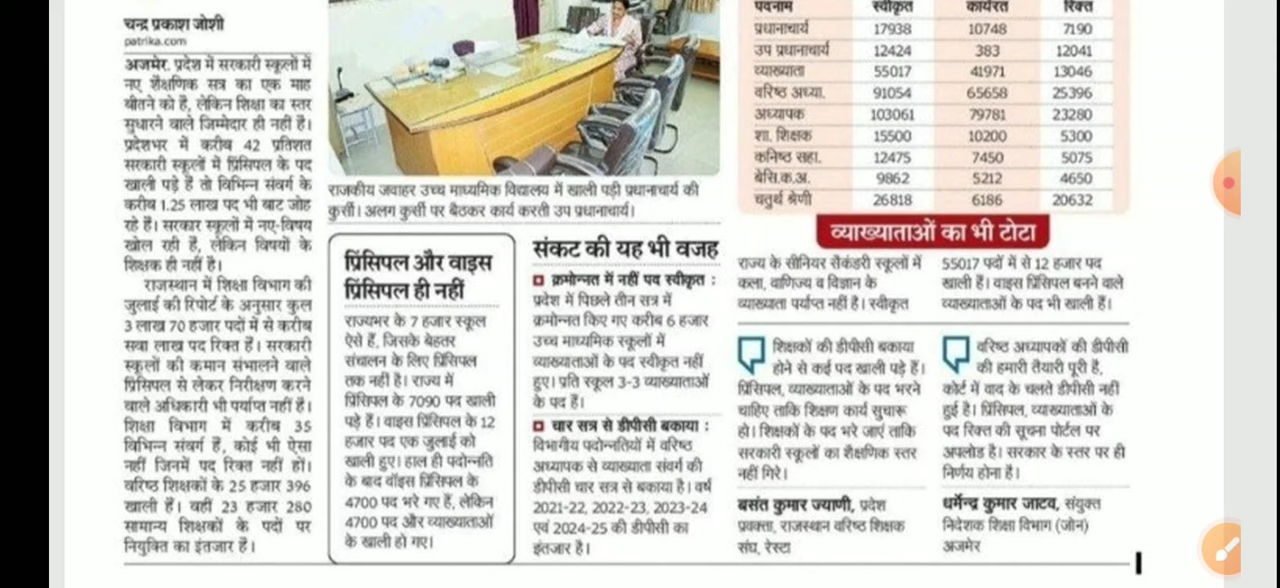 चन्द्र प्रकाश जोशी
patrika.com
अजमेर. प्रदेश में सरकारी स्कूलों में
नए शैक्षणिक सत्र का एक माह
बीतने को है, लेकिन शिक्षा का स्तर
सुधारने वाले जिम्मेदार ही नहीं है।
प्रदेशभर में करीब 42 प्रतिशत
सरकारी स्कूलों में प्रिंसिपल के पद
खाली पड़े हैं तो विभिन्न संवर्ग के
करीब 1.25 लाख पद भी बाट जोह
रहे हैं। सरकार स्कूलों में नए-विषय
खोल रही है, लेकिन विषयों के
शिक्षक ही नहीं है।
राजस्थान में शिक्षा विभाग की
जुलाई की रिपोर्ट के अनुसार कुल
3 लाख 70 हजार पदों में से करीब
सवा लाख पद रिक्त हैं। सरकारी
स्कूलों की कमान संभालने वाले
प्रिंसिपल से लेकर निरीक्षण करने
वाले अधिकारी भी पर्याप्त नहीं है।
शिक्षा विभाग में करीब 35
विभिन्न संवर्ग हैं, कोई भी ऐसा
नहीं जिनमें पद रिक्त नहीं हों।
वरिष्ठ शिक्षकों के 25 हजार 396
खाली हैं। वहीं 23 हजार 280
सामान्य शिक्षकों के पदों पर
नियुक्ति का इंतजार है।
राजकीय जवाहर उच्च माध्यमिक विद्यालय में खाली पड़ी प्रधानाचार्य की
कुर्सी। अलग कुर्सी पर बैठकर कार्य करती उप प्रधानाचार्य।
प्रिंसिपल और वाइस
प्रिंसिपल ही नहीं
राज्यभर के 7 हजार स्कूल
ऐसे हैं, जिसके बेहतर
संचालन के लिए प्रिंसिपल
तक नहीं है। राज्य में
प्रिंसिपल के 7090 पद खाली
पड़े हैं। वाइस प्रिंसिपल के 12
हजार पद एक जुलाई को
खाली हुए। हाल ही पदोन्नति
के बाद वॉइस प्रिंसिपल के
4700 पद भरे गए हैं, लेकिन
4700 पद और व्याख्याताओं
के खाली हो गए।
संकट की यह भी वजह
क्रमोन्नत में नहीं पद स्वीकृत :
प्रदेश में पिछले तीन सत्र में
क्रमोन्नत किए गए करीब 6 हजार
उच्च माध्यमिक स्कूलों में
व्याख्याताओं के पद स्वीकृत नहीं
हुए। प्रति स्कूल 3-3 व्याख्याताओं
के पद हैं।
चार सत्र से डीपीसी बकाया :
विभागीय पदोन्नतियों में वरिष्ठ
अध्यापक से व्याख्याता संवर्ग की
डीपीसी चार सत्र से बकाया है। वर्ष
2021-22, 2022-23, 2023-24
एवं 2024-25 की डीपीसी का
इंतजार है।
पदनाम स्वीकृत कार्यरत रिक्त
प्रधानाचार्य 17938 10748 7190
उप प्रधानाचार्य 12424 383 12041
व्याख्याता 55017 41971 13046
वरिष्ठ अध्या. 91054 65658 25396
अध्यापक 103061 79781 23280
शा. शिक्षक 15500 10200 5300
कनिष्ठ सहा. 12475 7450 5075
बेसि.क.अ. 9862 5212 4650
चतुर्थ श्रेणी 26818 6186 20632
व्याख्याताओं का भी टोटा
राज्य के सीनियर सैकंडरी स्कूलों में
कला, वाणिज्य व विज्ञान के
व्याख्याता पर्याप्त नहीं है। स्वीकृत
55017 पदों में से 12 हजार पद
खाली हैं। वाइस प्रिंसिपल बनने वाले
व्याख्याताओं के पद भी खाली हैं।
शिक्षकों की डीपीसी बकाया
होने से कई पद खाली पड़े हैं।
प्रिंसिपल, व्याख्याताओं के पद भरने
चाहिए ताकि शिक्षण कार्य सुचारू
हो। शिक्षकों के पद भरे जाएं ताकि
सरकारी स्कूलों का शैक्षणिक स्तर
नहीं गिरे।
बसंत कुमार ज्याणी, प्रदेश
प्रवक्ता, राजस्थान वरिष्ठ शिक्षक
संघ, रेस्टा
वरिष्ठ अध्यापकों की डीपीसी
की हमारी तैयारी पूरी है,
कोर्ट में वाद के चलते डीपीसी नहीं
हुई है। प्रिंसिपल, व्याख्याताओं के
पद रिक्त की सूचना पोर्टल पर
अपलोड है। सरकार के स्तर पर ही
निर्णय होना है।
धर्मेन्द्र कुमार जाटव, संयुक्त
निदेशक शिक्षा विभाग (जोन)
अजमेर